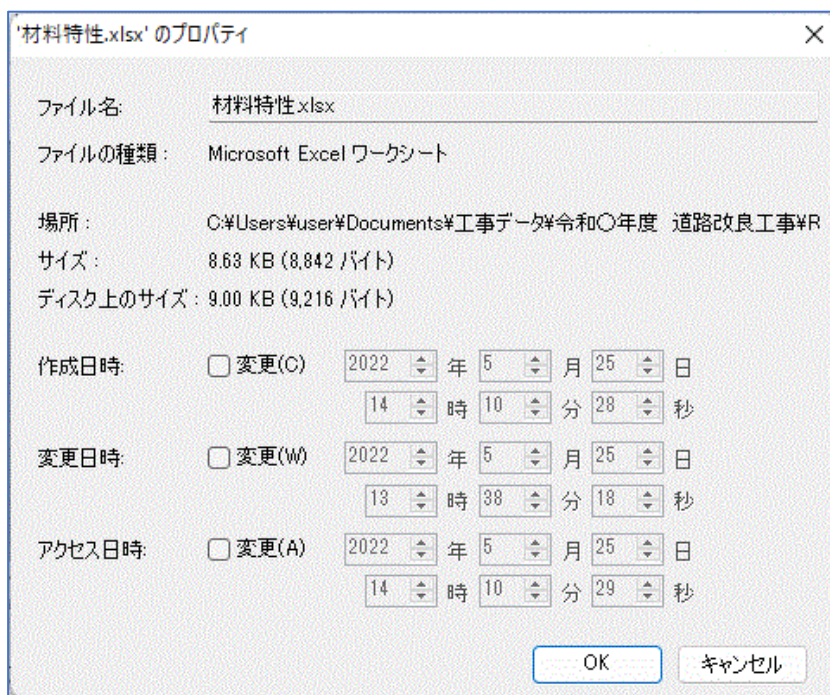 '材料特性.xlsx' のプロパティ
ファイル名: 材料特性.xlsx
ファイルの種類: Microsoft Excel ワークシート
場所: C:¥Users¥user¥Documents¥工事データ¥令和〇年度 道路改良工事¥R
サイズ: 8.63 KB (8,842 バイト)
ディスク上のサイズ: 9.00 KB (9,216 バイト)
作成日時: 変更(C) 2022 年 5 月 25 日
14 時 10 分 28 秒
変更日時: 変更(W) 2022 年 5 月 25 日
13 時 38 分 18 秒
アクセス日時: 変更(A) 2022 年 5 月 25 日
14 時 10 分 29 秒
OK キャンセル